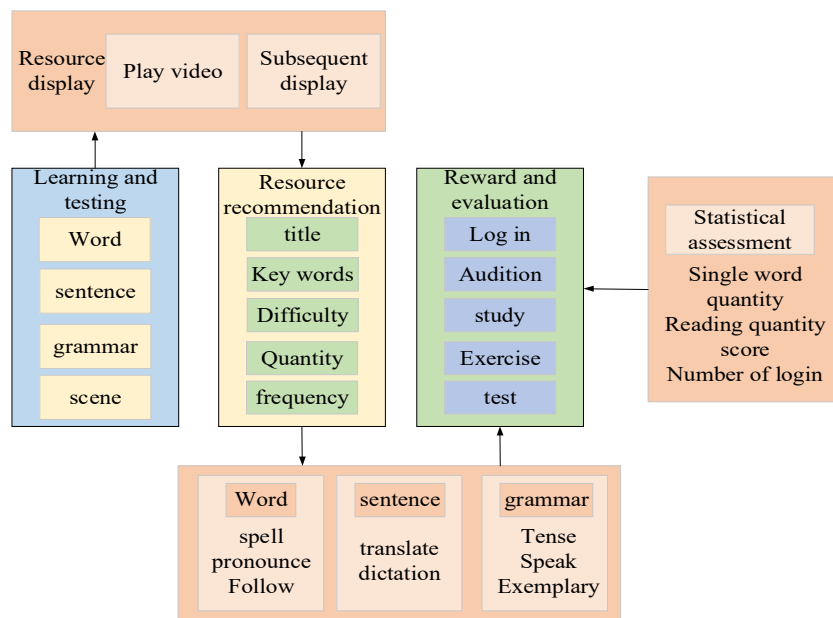 Resource
display
Play video
Subsequent
display
Learning and
testing
Word
sentence
grammar
scene
Resource
recommendation
title
Key words
Difficulty
Quantity
frequency
Reward and
evaluation
Log in
Audition
study
Exercise
test
Statistical
assessment
Single word
quantity
Reading quantity
score
Number of login
Word
spell
pronounce
Follow
sentence
translate
dictation
grammar
Tense
Speak
Exemplary